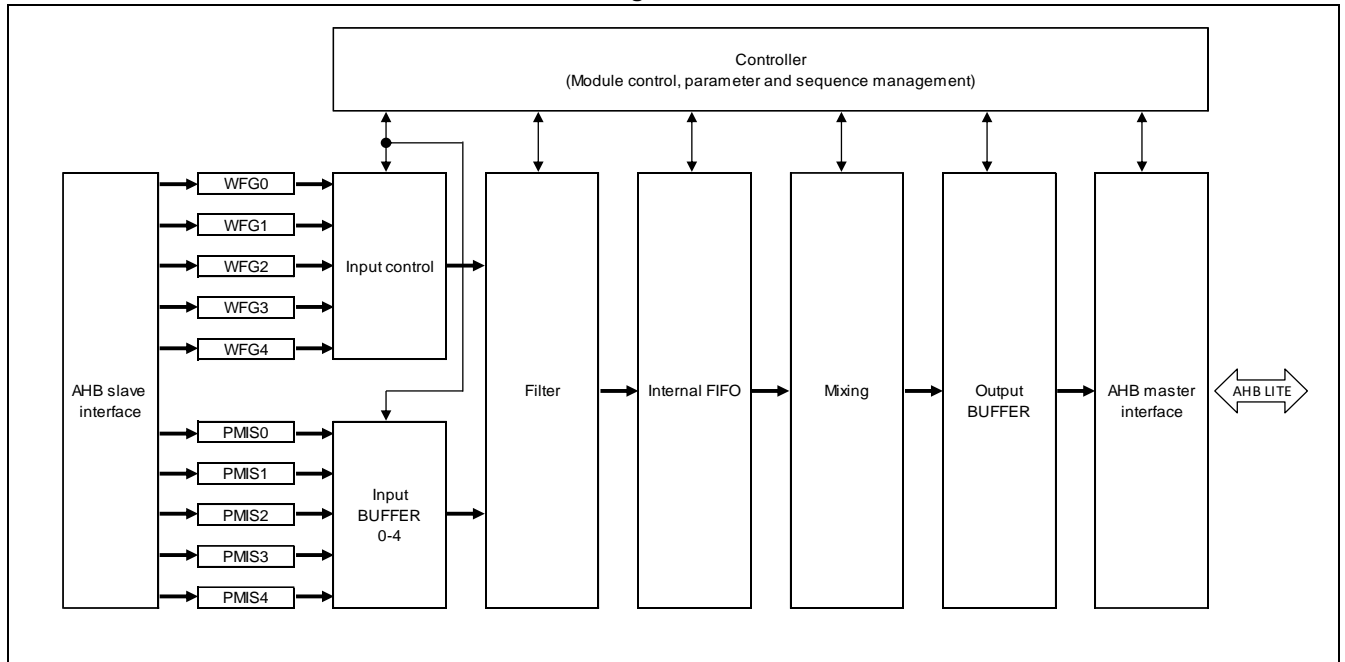 Controller
(Module control, parameter and sequence management)
WFG0
WFG1
WFG2
WFG3
WFG4
Input control
AHB slave
interface
PMIS0
PMIS1
PMIS2
PMIS3
PMIS4
Input
BUFFER
0-4
Filter
Internal FIFO
Mixing
Output
BUFFER
AHB master
interface
AHB LITE